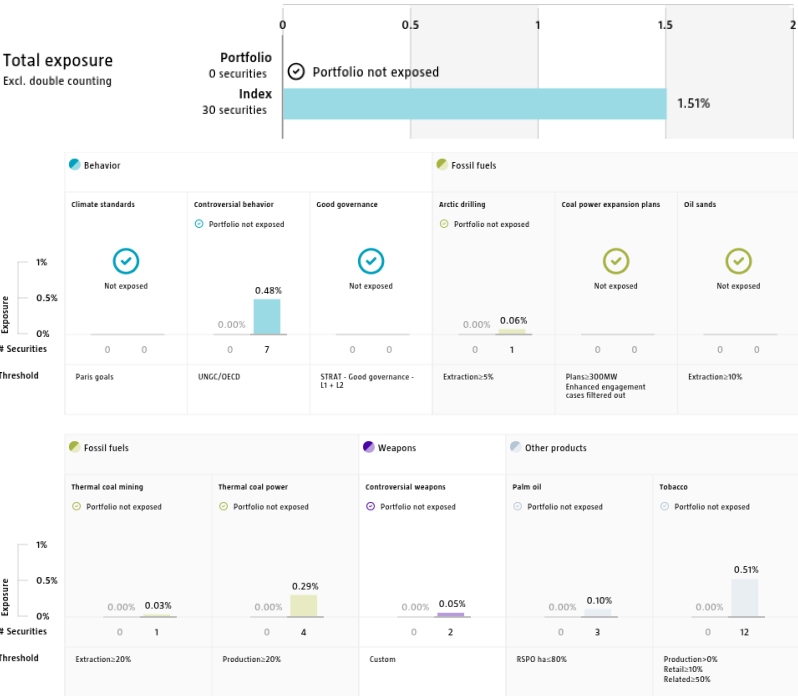 0 0.5 1 1.5 2
Total exposure
Excl. double counting
Portfolio
0 securities
Portfolio not exposed
Index
30 securities
1.51%
Behavior
Fossil fuels
Climate standards
Controversial behavior
Good governance
Arctic drilling
Coal power expansion plans
Oil sands
Portfolio not exposed
Portfolio not exposed
Not exposed
Not exposed
Not exposed
Not exposed
Exposure
1%
0.5%
0%
0.00% 0.48%
0.00% 0.06%
# Securities 0 0 0 7 0 0 0 1 0 0 0 0
Threshold
Paris goals
UNGC/OECD
STRAT - Good governance -
L1 + L2
Extraction≥5%
Plans≥300MW
Enhanced engagement
cases filtered out
Extraction≥10%
Fossil fuels
Weapons
Other products
Thermal coal mining
Thermal coal power
Controversial weapons
Palm oil
Tobacco
Portfolio not exposed
Portfolio not exposed
Portfolio not exposed
Portfolio not exposed
Portfolio not exposed
Exposure
1%
0.5%
0%
0.00% 0.03%
0.00% 0.29%
0.00% 0.05%
0.00% 0.10%
0.00% 0.51%
# Securities 0 1 0 4 0 2 0 3 0 12
Threshold
Extraction≥20%
Production≥20%
Custom
RSPO ha≤80%
Production>0%
Retail≥10%
Related≥50%